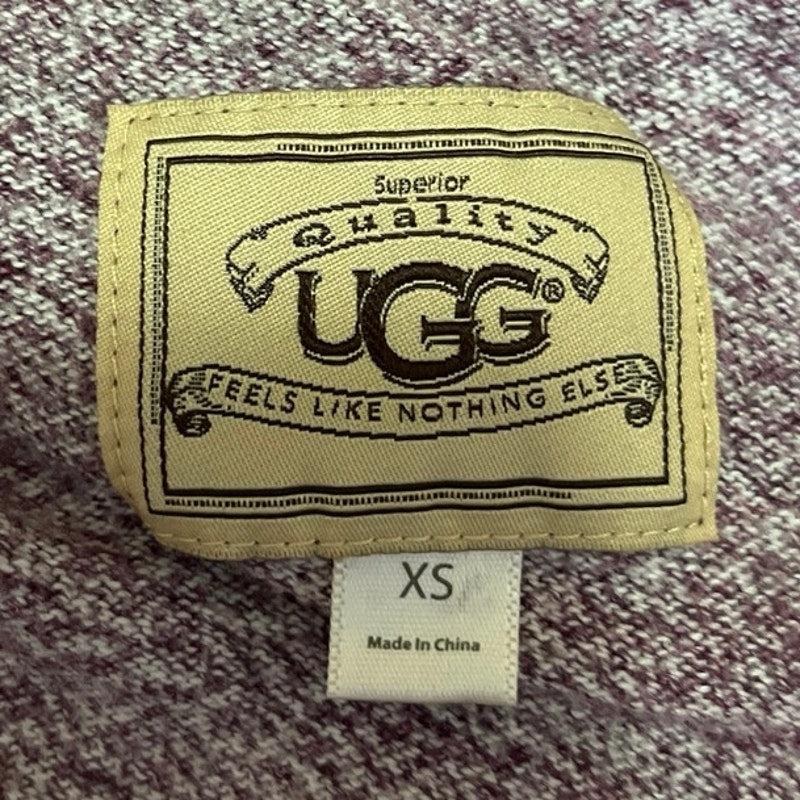 Superior
Quality
UGG®
FEELS LIKE NOTHING ELSE
XS
Made In China